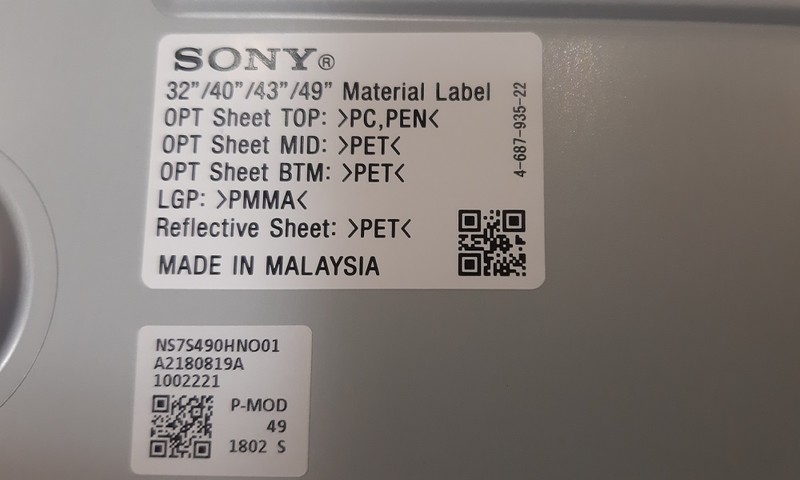 SONY®
32”/40”/43”/49” Material Label
OPT Sheet TOP: >PC,PEN<
OPT Sheet MID: >PET<
OPT Sheet BTM: >PET<
LGP: >PMMA<
Reflective Sheet: >PET<
MADE IN MALAYSIA
4-687-935-22
NS7S490HNO01
A2180819A
1002221
P-MOD
49
1802 S